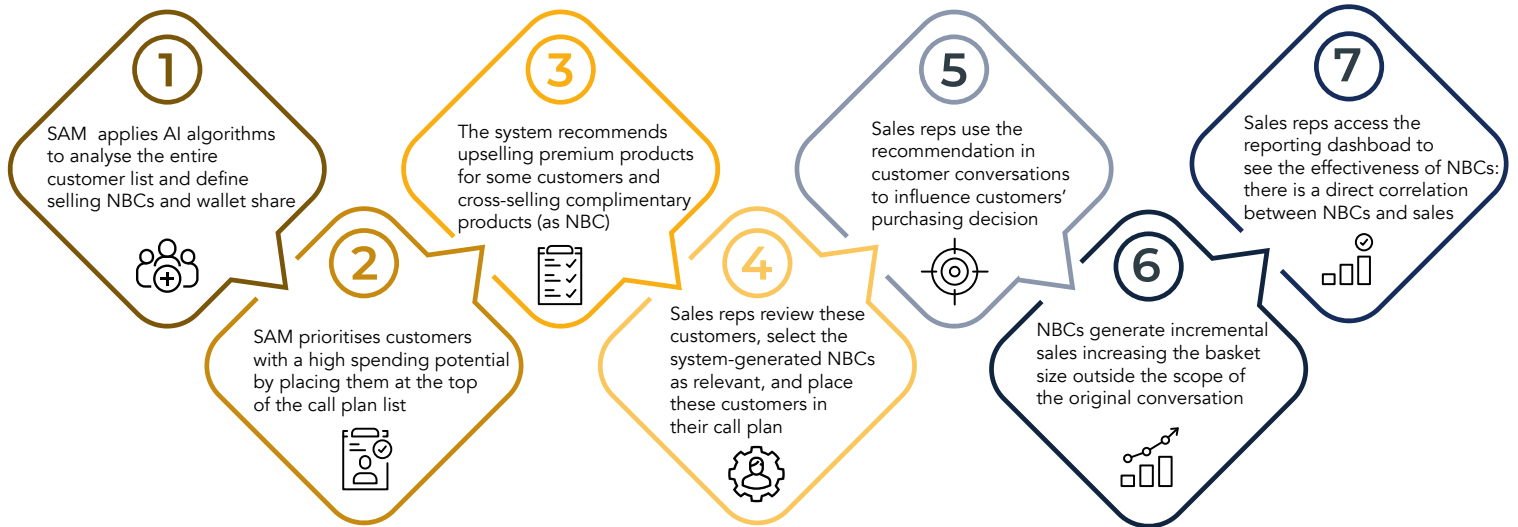 1
SAM applies AI algorithms
to analyse the entire
customer list and define
selling NBCs and wallet share
2
SAM prioritises customers
with a high spending potential
by placing them at the top
of the call plan list
3
The system recommends
upselling premium products
for some customers and
cross-selling complimentary
products (as NBC)
4
Sales reps review these
customers, select the
system-generated NBCs
as relevant, and place
these customers in
their call plan
5
Sales reps use the
recommendation in
customer conversations
to influence customers’
purchasing decision
6
NBCs generate incremental
sales increasing the basket
size outside the scope of
the original conversation
7
Sales reps access the
reporting dashboad to
see the effectiveness of NBCs:
there is a direct correlation
between NBCs and sales